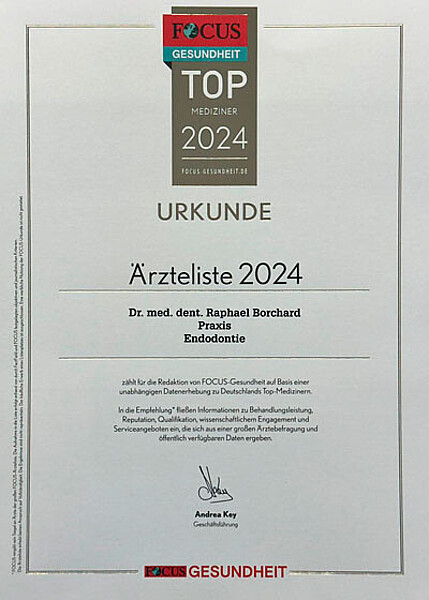 FOCUS
GESUNDHEIT
TOP
MEDIZINER
2024
FOCUS-GESUNDHEIT.DE
URKUNDE
Ärzteliste 2024
Dr. med. dent. Raphael Borchard
Praxis
Endodontie
zählt für die Redaktion von FOCUS-Gesundheit auf Basis einer
unabhängigen Datenerhebung zu Deutschlands Top-Medizinern.
In die Empfehlung* fließen Informationen zu Behandlungsleistung,
Reputation, Qualifikation, wissenschaftlichem Engagement und
Serviceangeboten ein, die sich aus einer großen Ärztebefragung und
öffentlich verfügbaren Daten ergeben.
Andrea Key
Geschäftsführung
FOCUS GESUNDHEIT